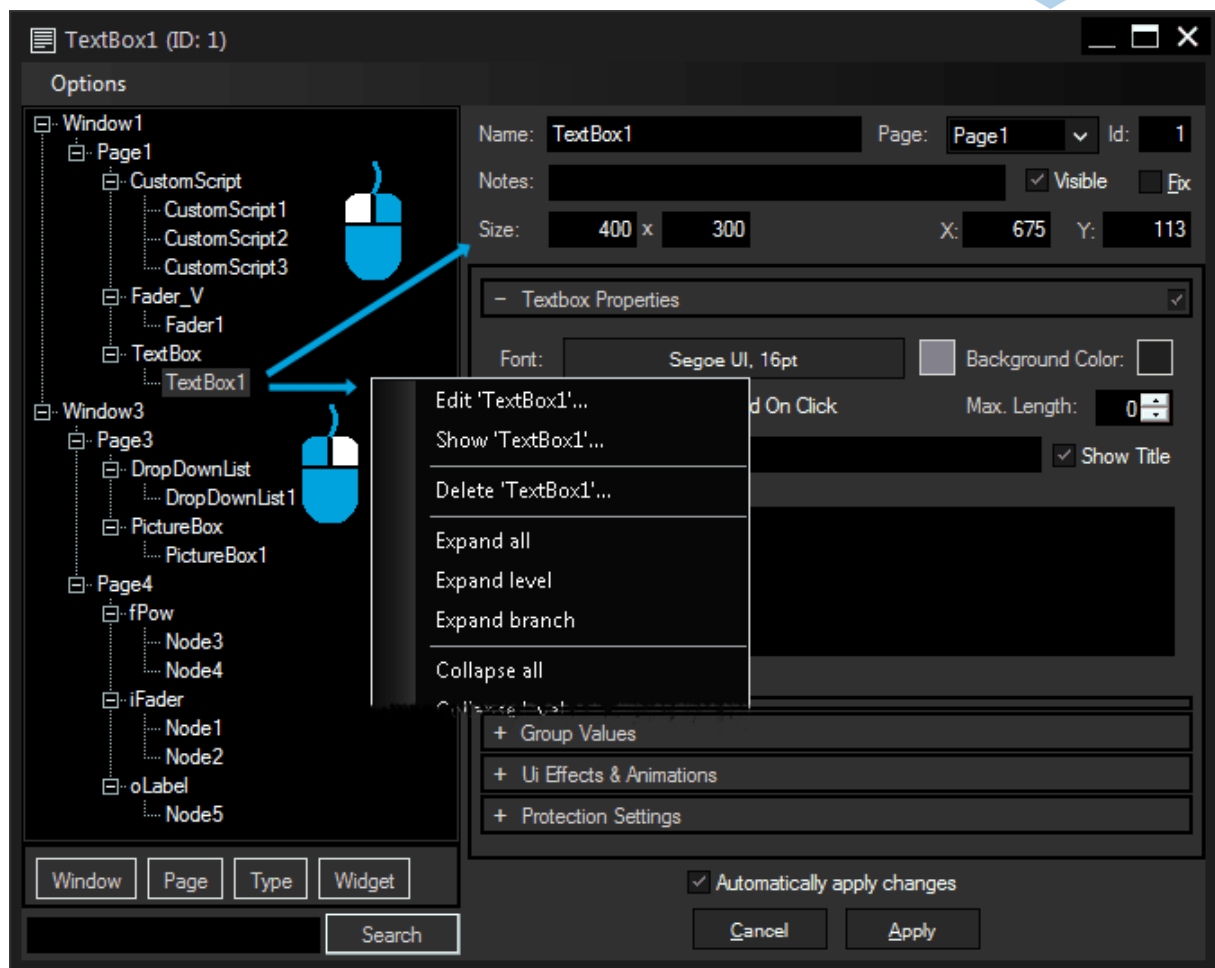 TextBox1 (ID: 1)
Options
Window1
Page1
CustomScript
CustomScript1
CustomScript2
CustomScript3
Fader_V
Fader1
TextBox
TextBox1
Window3
Page3
DropDownList
DropDownList1
PictureBox
PictureBox1
Page4
fPow
Node3
Node4
iFader
Node1
Node2
oLabel
Node5
Window Page Type Widget
Search
Name: TextBox1 Page: Page1 Id: 1
Notes: Visible Fix
Size: 400 x 300 X: 675 Y: 113
- Textbox Properties
Font: Segoe UI, 16pt Background Color:
d On Click Max. Length: 0
Show Title
Edit 'TextBox1'...
Show 'TextBox1'...
Delete 'TextBox1'...
Expand all
Expand level
Expand branch
Collapse all
+ Group Values
+ Ui Effects & Animations
+ Protection Settings
Automatically apply changes
Cancel Apply